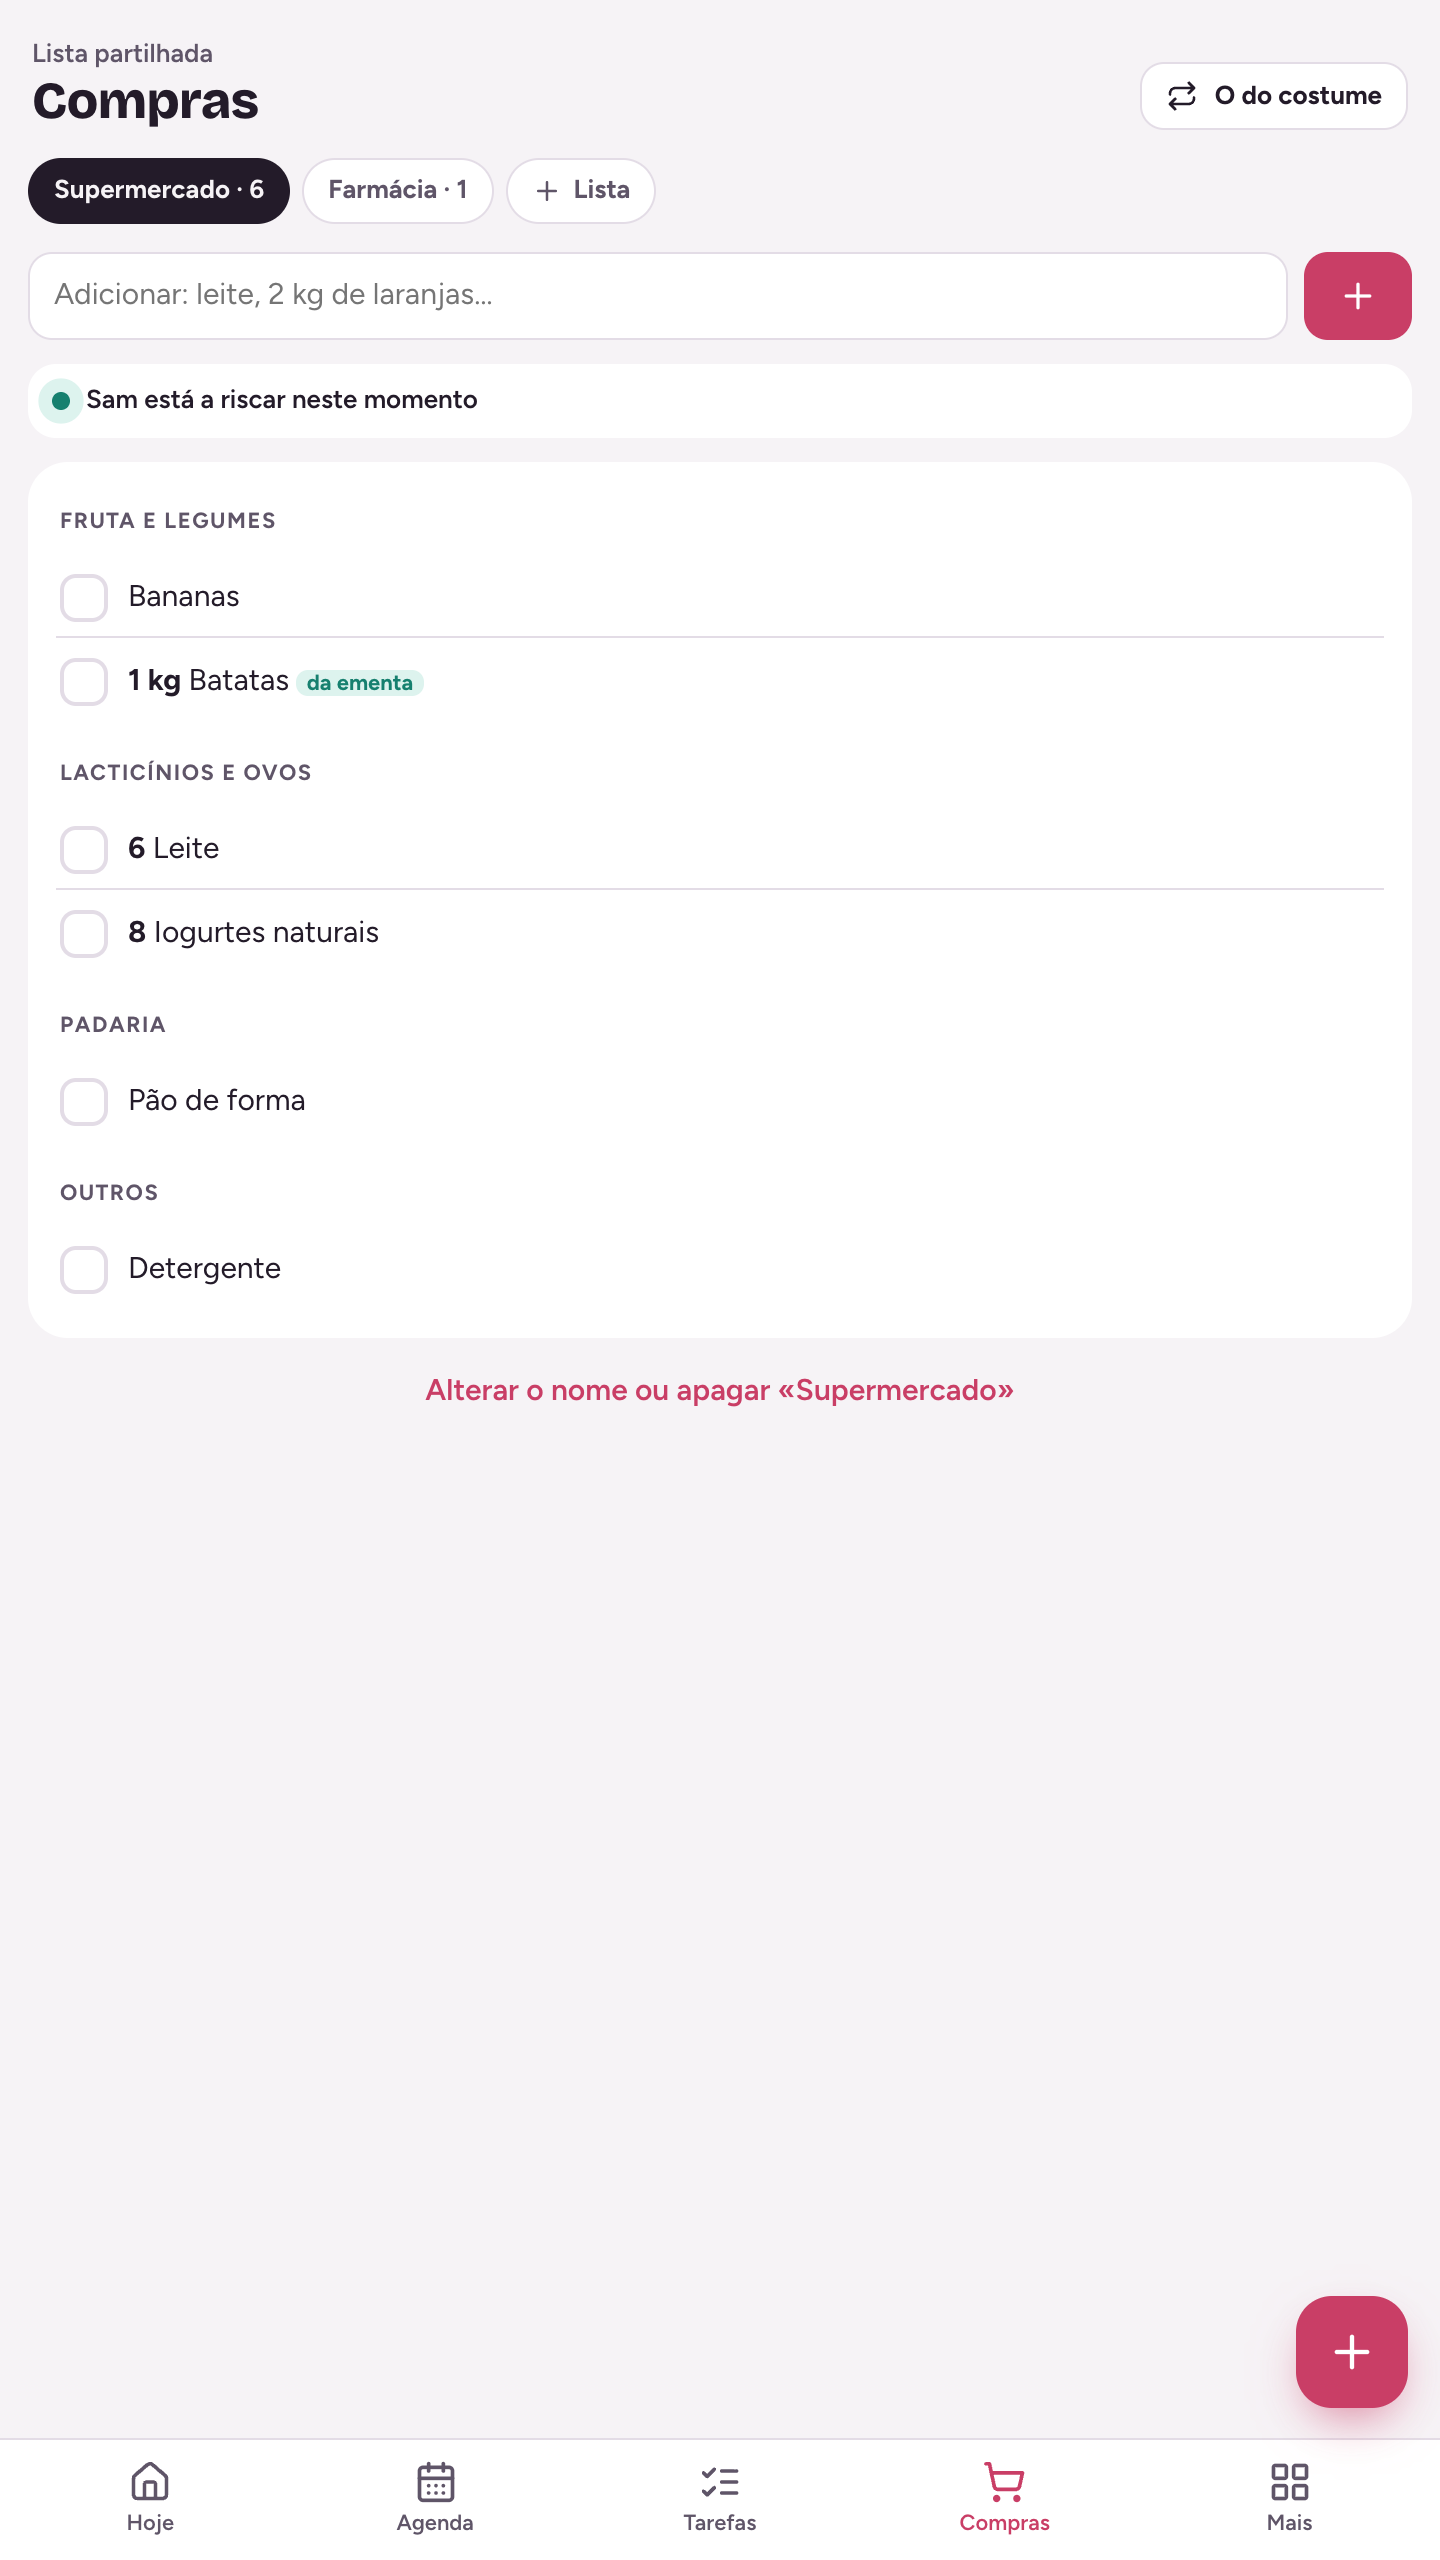 Lista partilhada
Compras
O do costume
Supermercado · 6
Farmácia · 1
Lista
Adicionar: leite, 2 kg de laranjas...
Sam está a riscar neste momento
FRUTA E LEGUMES
Bananas
1 kg Batatas da ementa
LACTICÍNIOS E OVOS
6 Leite
8 Iogurtes naturais
PADARIA
Pão de forma
OUTROS
Detergente
Alterar o nome ou apagar «Supermercado»
Hoje
Agenda
Tarefas
Compras
Mais